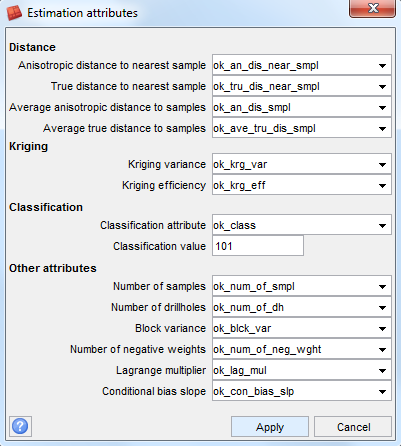 Estimation attributes
Distance
Anisotropic distance to nearest sample ok_an_dis_near_smpl
True distance to nearest sample ok_tru_dis_near_smpl
Average anisotropic distance to samples ok_an_dis_smpl
Average true distance to samples ok_ave_tru_dis_smpl
Kriging
Kriging variance ok_krg_var
Kriging efficiency ok_krg_eff
Classification
Classification attribute ok_class
Classification value 101
Other attributes
Number of samples ok_num_of_smpl
Number of drillholes ok_num_of_dh
Block variance ok_blck_var
Number of negative weights ok_num_of_neg_wght
Lagrange multiplier ok_lag_mul
Conditional bias slope ok_con_bias_slp
? Apply Cancel